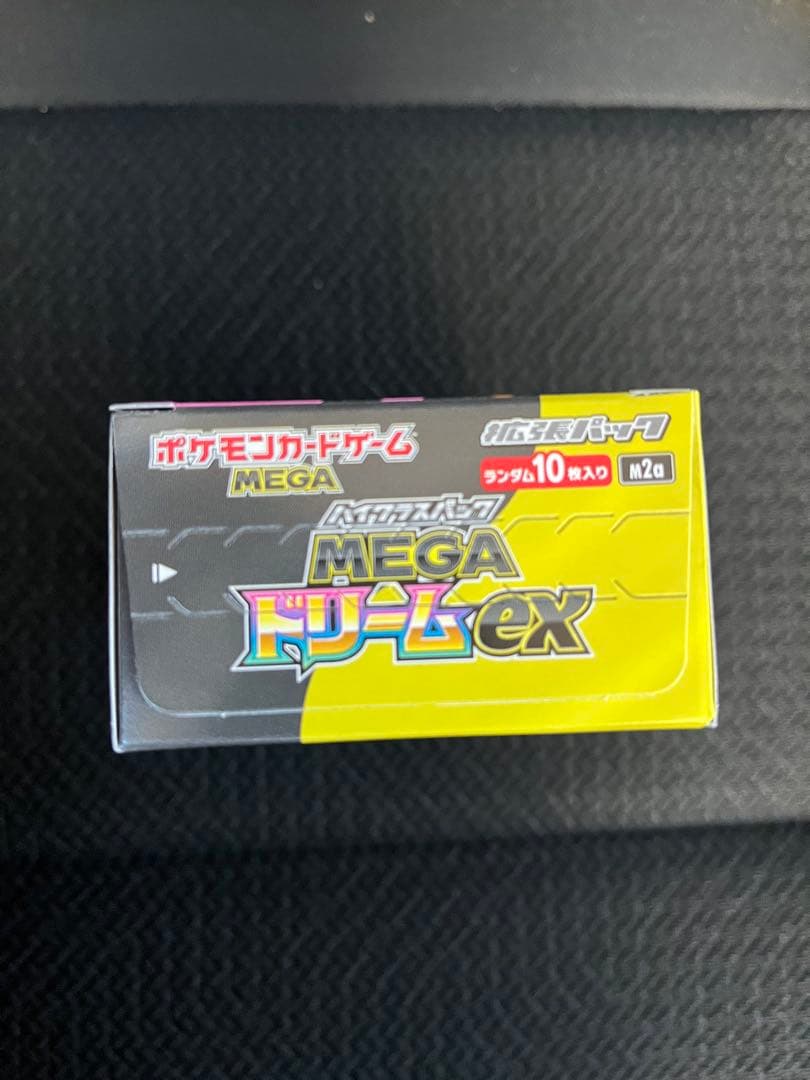 ポケモンカードゲーム
MEGA
拡張パック
ランダム10枚入り
M2a
ハイクラスパック
MEGA
ドリームex